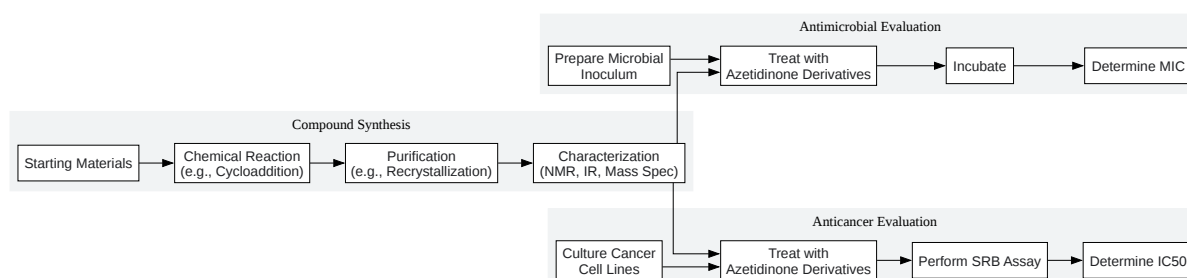 Antimicrobial Evaluation
Prepare Microbial
Inoculum
Treat with
Azetidinone Derivatives
Incubate
Determine MIC
Compound Synthesis
Starting Materials
Chemical Reaction
(e.g., Cycloaddition)
Purification
(e.g., Recrystallization)
Characterization
(NMR, IR, Mass Spec)
Anticancer Evaluation
Culture Cancer
Cell Lines
Treat with
Azetidinone Derivatives
Perform SRB Assay
Determine IC50